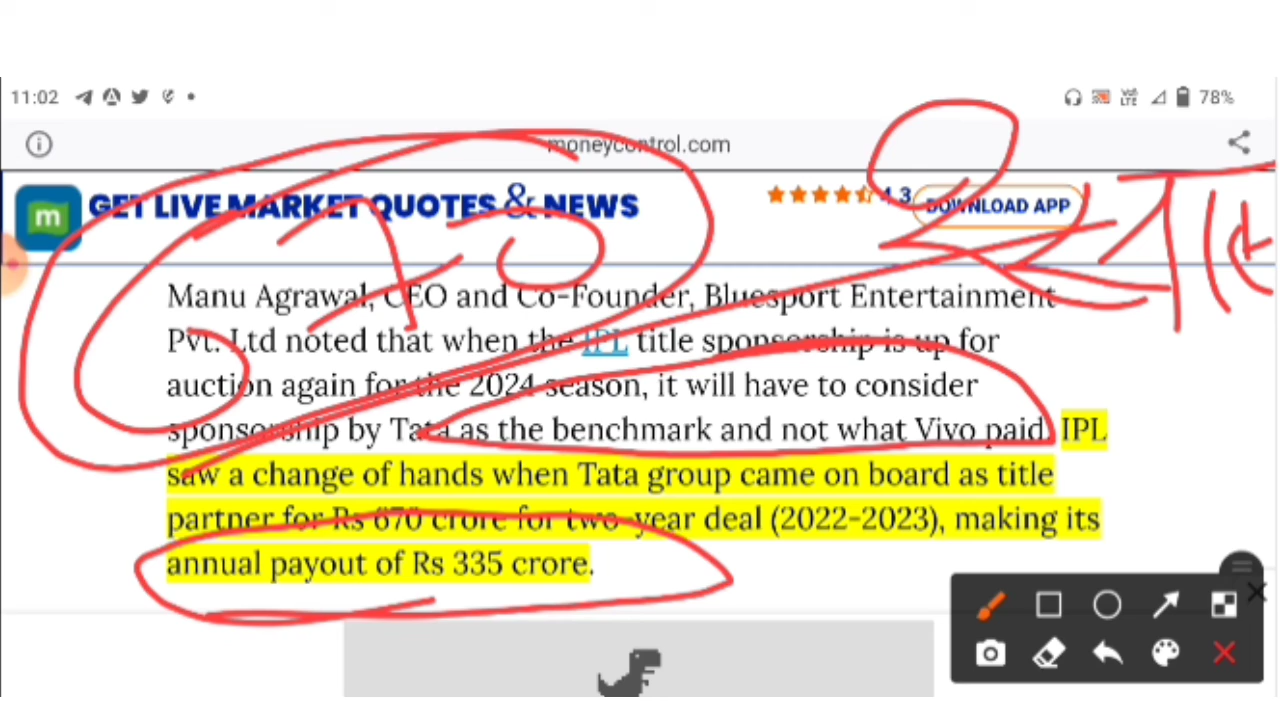 11:02 78%
moneycontrol.com
m GET LIVE MARKET QUOTES & NEWS 4.3 DOWNLOAD APP
Manu Agrawal, CEO and Co-Founder, Bluesport Entertainment
Pvt. Ltd noted that when the IPL title sponsorship is up for
auction again for the 2024 season, it will have to consider
sponsorship by Tata as the benchmark and not what Vivo paid. IPL
saw a change of hands when Tata group came on board as title
partner for Rs 670 crore for two-year deal (2022-2023), making its
annual payout of Rs 335 crore.